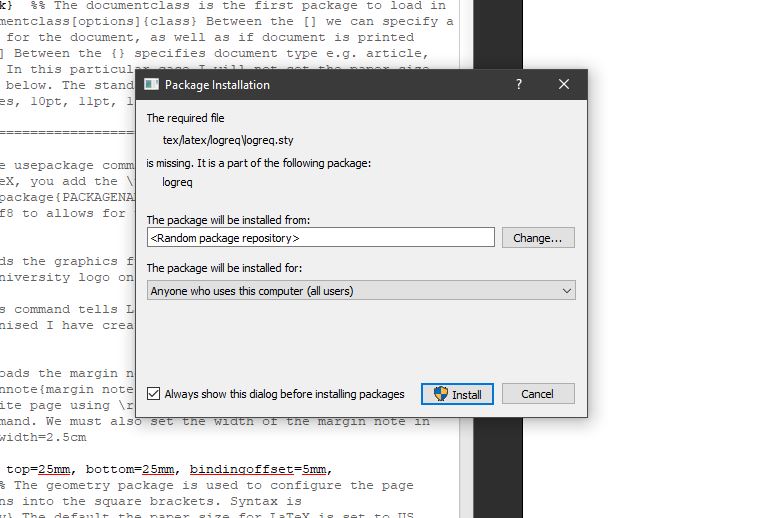 k}  %% The documentclass is the first package to load in
mentclass[options]{class} Between the [] we can specify a
for the document, as well as if document is printed
] Between the {} specifies document type e.g. article,
In this particular case I will not set the paper size
below. The stand
es, 10pt, 11pt, 1
Package Installation
?
The required file
tex/latex/logreq\logreq.sty
is missing. It is a part of the following package:
logreq
The package will be installed from:
<Random package repository>
Change...
The package will be installed for:
Anyone who uses this computer (all users)
Always show this dialog before installing packages
Install
Cancel
================
e usepackage comm
eX, you add the \
package{PACKAGENA
f8 to allows for
ds the graphics f
niversity logo on
s command tells L
nised I have crea
oads the margin n
nnote{margin note
ite page using \r
mand. We must also set the width of the margin note in
width=2.5cm
top=25mm, bottom=25mm, bindingoffset=5mm,
% The geometry package is used to configure the page
ns into the square brackets. Syntax is
y} The default the paper size for LaTeX is set to US